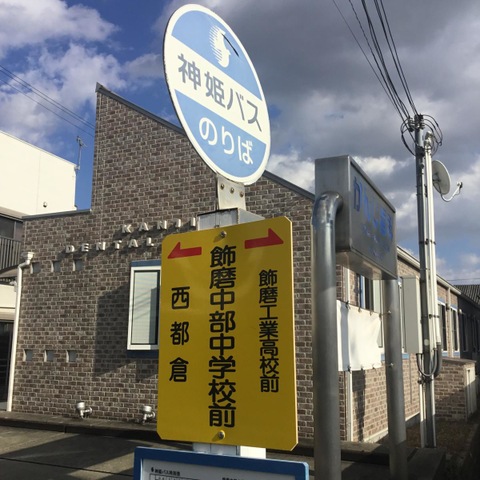 神姫バス
のりば
KANJI
DENTAL
飾磨工業高校前
飾磨中部中学校前
西都倉